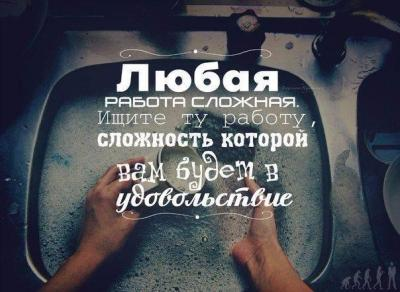 Любая
РАБОТА СЛОЖНАЯ.
Ищите ту работу,
сложность которой
вам будет в
удовольствие